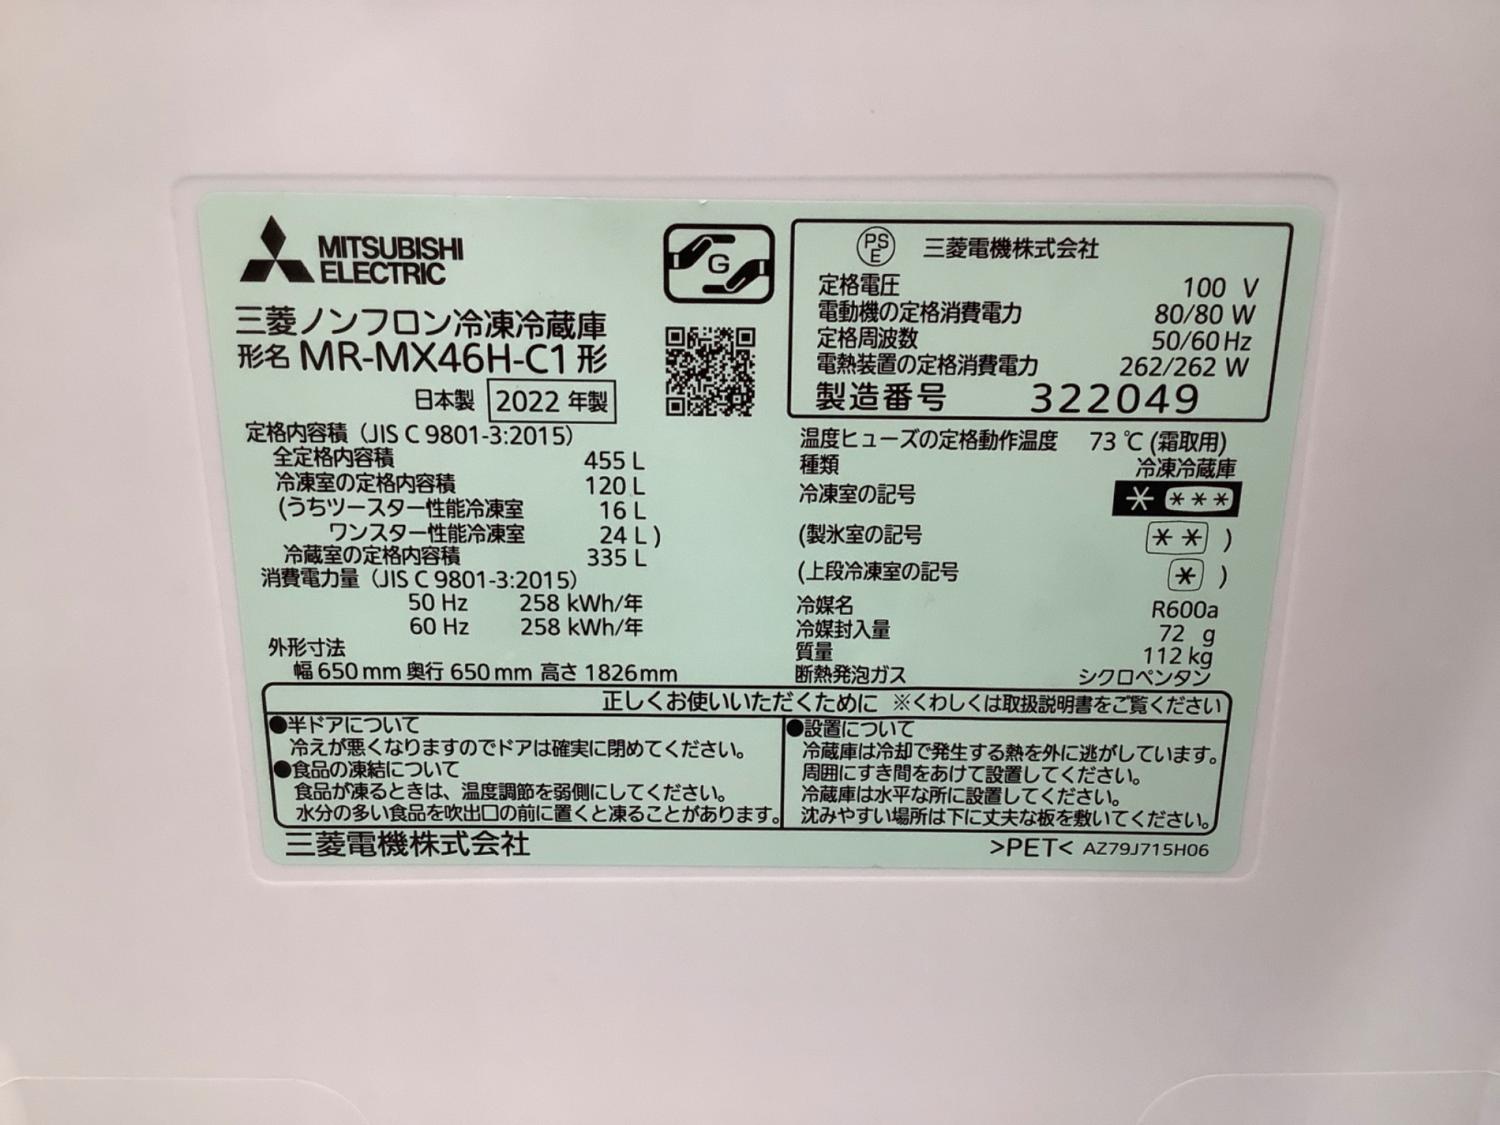 MITSUBISHI
ELECTRIC
G
三菱ノンフロン冷凍冷蔵庫
形名 MR-MX46H-C1 形
日本製 2022 年製
定格内容積（JIS C 9801-3:2015）
全定格内容積 455 L
冷凍室の定格内容積 120 L
(うちツースター性能冷凍室 16 L
ワンスター性能冷凍室 24 L )
冷蔵室の定格内容積 335 L
消費電力量（JIS C 9801-3:2015）
50 Hz 258 kWh/年
60 Hz 258 kWh/年
外形寸法
幅 650 mm 奥行 650 mm 高さ 1826mm
PS
E 三菱電機株式会社
定格電圧 100 V
電動機の定格消費電力 80/80 W
定格周波数 50/60 Hz
電熱装置の定格消費電力 262/262 W
製造番号 322049
温度ヒューズの定格動作温度 73 ℃ (霜取用)
種類 冷凍冷蔵庫
冷凍室の記号 * ***
(製氷室の記号 ** )
(上段冷凍室の記号 * )
冷媒名 R600a
冷媒封入量 72 g
質量 112 kg
断熱発泡ガス シクロペンタン
正しくお使いいただくために ※くわしくは取扱説明書をご覧ください
●半ドアについて
冷えが悪くなりますのでドアは確実に閉めてください。
●食品の凍結について
食品が凍るときは、温度調節を弱側にしてください。
水分の多い食品を吹出口の前に置くと凍ることがあります。
●設置について
冷蔵庫は冷却で発生する熱を外に逃がしています。
周囲にすき間をあけて設置してください。
冷蔵庫は水平な所に設置してください。
沈みやすい場所は下に丈夫な板を敷いてください。
三菱電機株式会社
>PET< AZ79J715H06